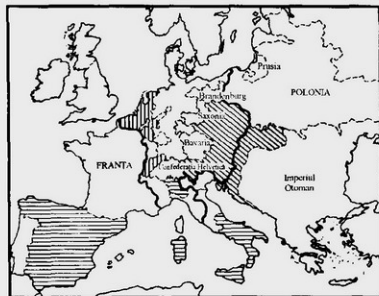 Prusia
Brandenburg
POLONIA
Saxonia
Bavaria
FRANTA
Confederatia Helvetica
Imperiul
Otoman